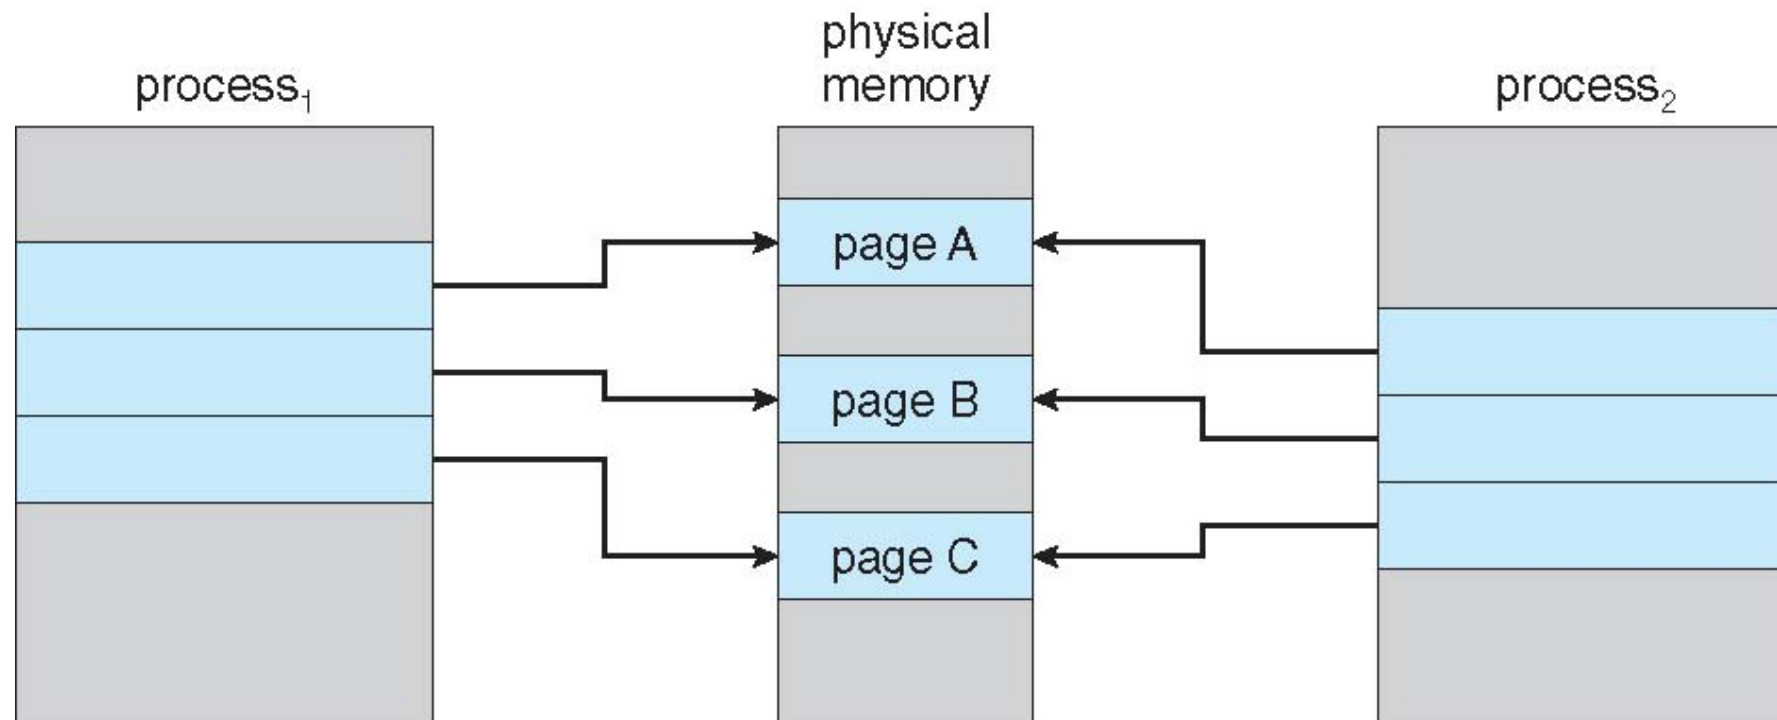 process₁
physical
memory
process₂
page A
page B
page C